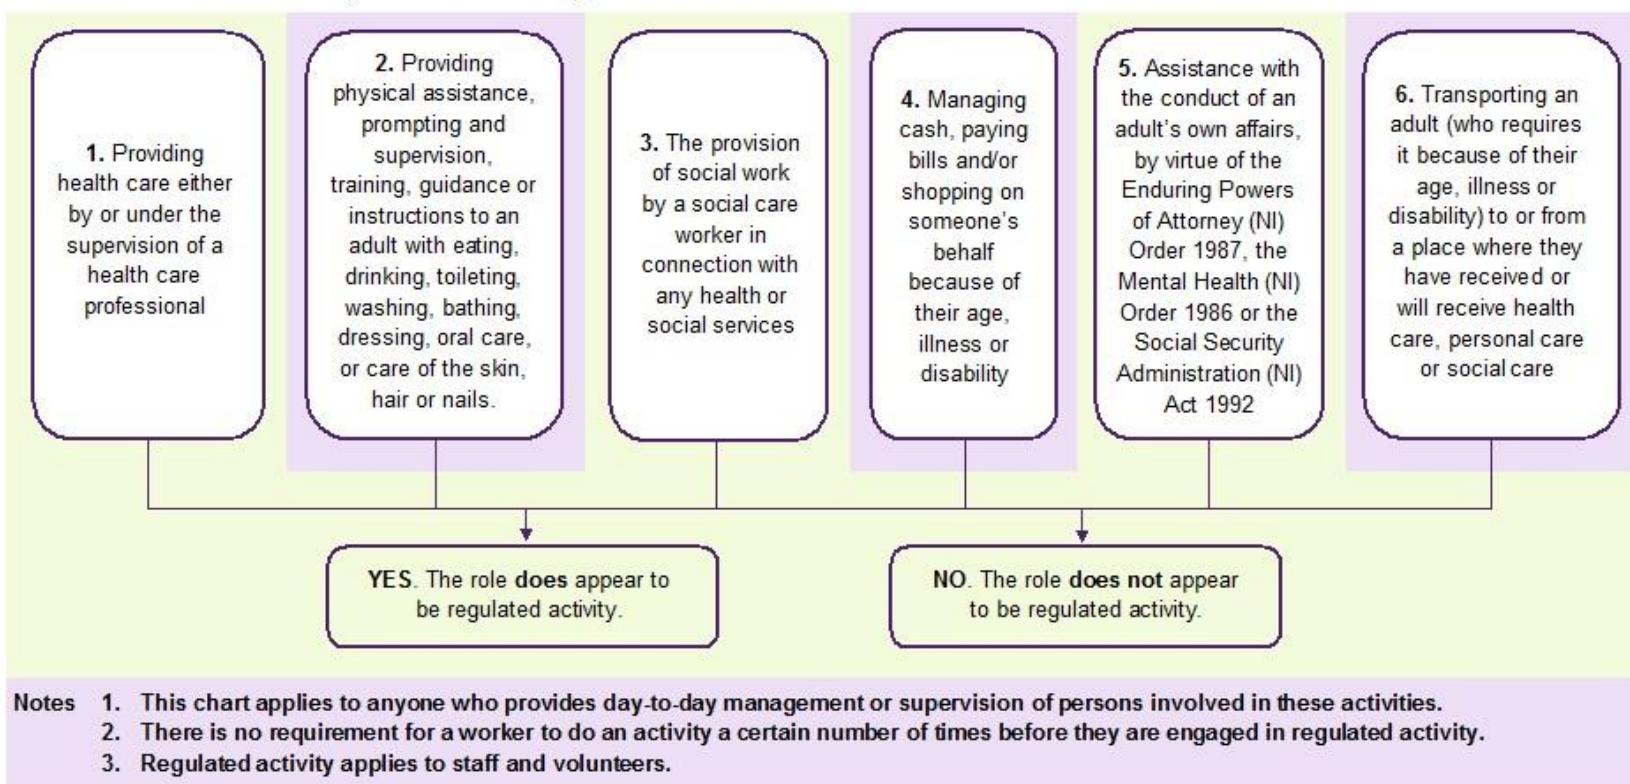 1. Providing
health care either
by or under the
supervision of a
health care
professional
2. Providing
physical assistance,
prompting and
supervision,
training, guidance or
instructions to an
adult with eating,
drinking, toileting,
washing, bathing,
dressing, oral care,
or care of the skin,
hair or nails.
3. The provision
of social work
by a social care
worker in
connection with
any health or
social services
4. Managing
cash, paying
bills and/or
shopping on
someone's
behalf
because of
their age,
illness or
disability
5. Assistance with
the conduct of an
adult's own affairs,
by virtue of the
Enduring Powers
of Attorney (NI)
Order 1987, the
Mental Health (NI)
Order 1986 or the
Social Security
Administration (NI)
Act 1992
6. Transporting an
adult (who requires
it because of their
age, illness or
disability) to or from
a place where they
have received or
will receive health
care, personal care
or social care
YES. The role does appear to
be regulated activity.
NO. The role does not appear
to be regulated activity.
Notes 1. This chart applies to anyone who provides day-to-day management or supervision of persons involved in these activities.
2. There is no requirement for a worker to do an activity a certain number of times before they are engaged in regulated activity.
3. Regulated activity applies to staff and volunteers.